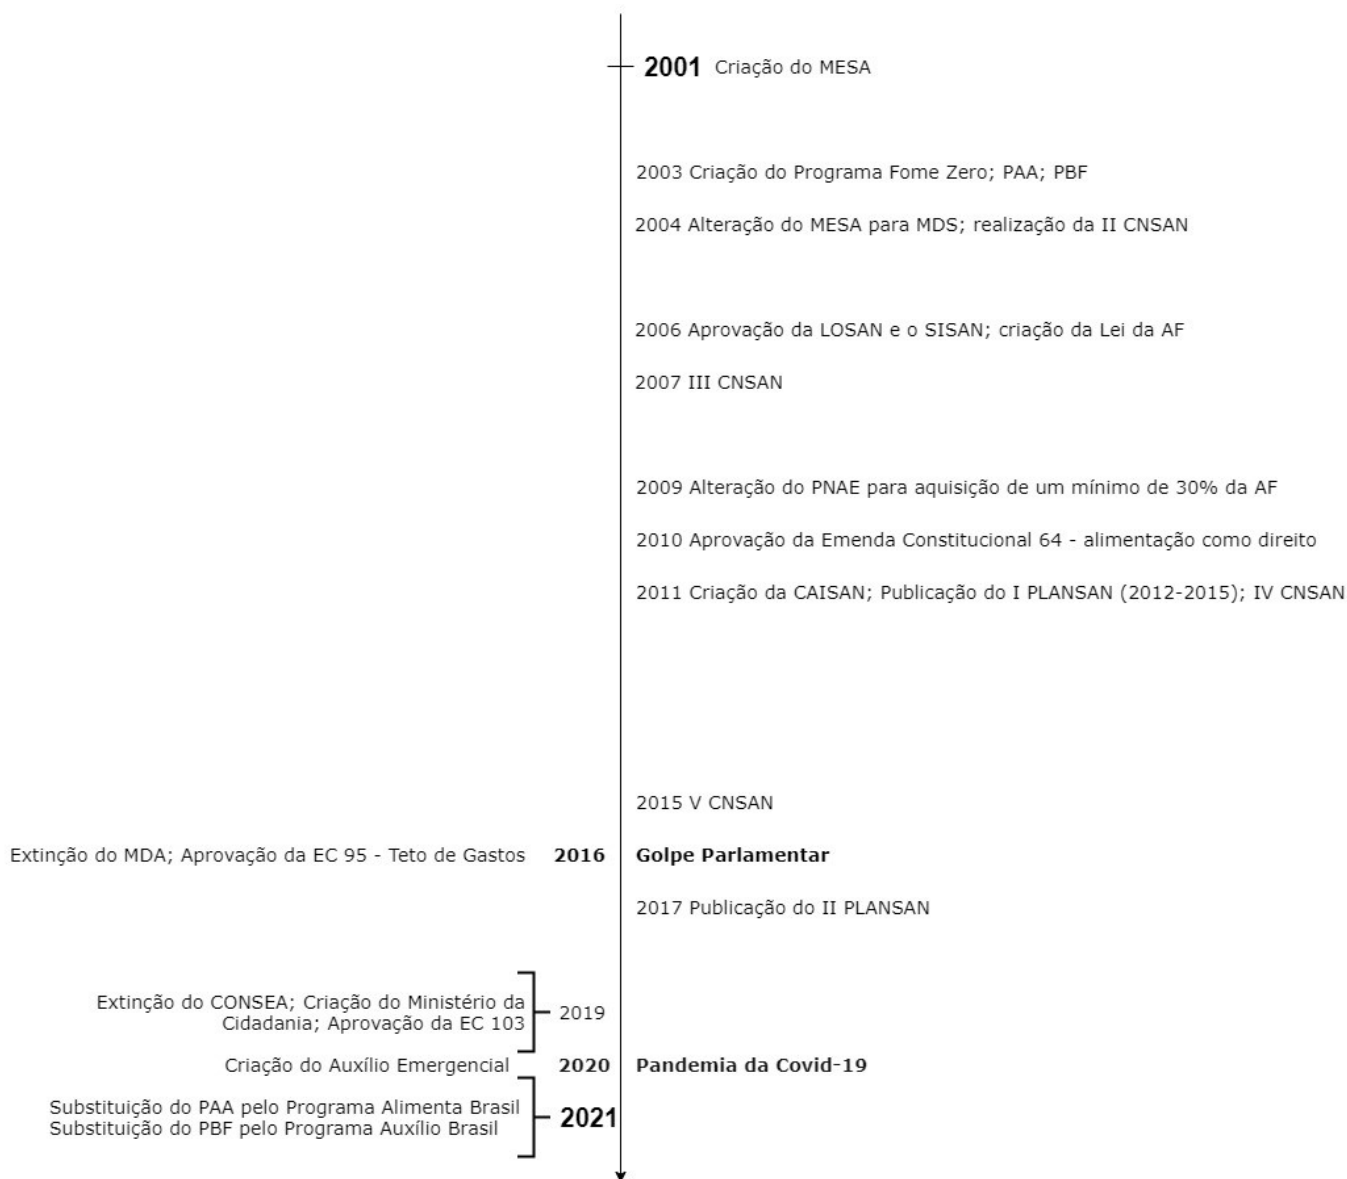 2001 Criação do MESA
2003 Criação do Programa Fome Zero; PAA; PBF
2004 Alteração do MESA para MDS; realização da II CNSAN
2006 Aprovação da LOSAN e o SISAN; criação da Lei da AF
2007 III CNSAN
2009 Alteração do PNAE para aquisição de um mínimo de 30% da AF
2010 Aprovação da Emenda Constitucional 64 - alimentação como direito
2011 Criação da CAISAN; Publicação do I PLANSAN (2012-2015); IV CNSAN
2015 V CNSAN
Extinção do MDA; Aprovação da EC 95 - Teto de Gastos 2016 Golpe Parlamentar
2017 Publicação do II PLANSAN
Extinção do CONSEA; Criação do Ministério da
Cidadania; Aprovação da EC 103
2019
Criação do Auxílio Emergencial 2020 Pandemia da Covid-19
Substituição do PAA pelo Programa Alimenta Brasil
Substituição do PBF pelo Programa Auxílio Brasil
2021